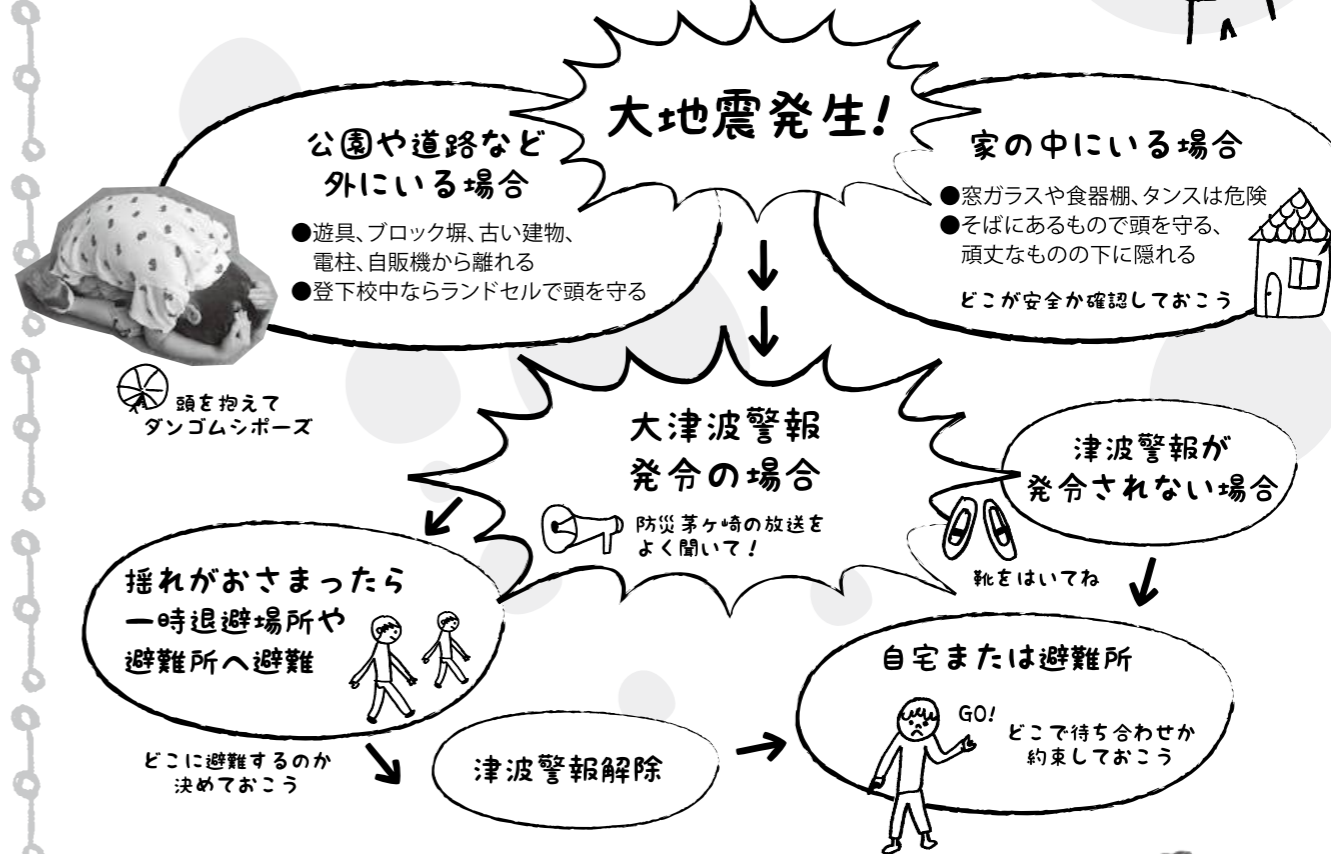 大地震発生!
公園や道路など
外にいる場合
●遊具、ブロック塀、古い建物、
電柱、自販機から離れる
●登下校中ならランドセルで頭を守る
頭を抱えて
ダンゴムシポーズ
家の中にいる場合
●窓ガラスや食器棚、タンスは危険
●そばにあるもので頭を守る、
頑丈なものの下に隠れる
どこが安全か確認しておこう
大津波警報
発令の場合
防災茅ヶ崎の放送を
よく聞いて!
津波警報が
発令されない場合
靴をはいてね
揺れがおさまったら
一時退避場所や
避難所へ避難
どこに避難するのか
決めておこう
津波警報解除
自宅または避難所
GO!
どこで待ち合わせか
約束しておこう